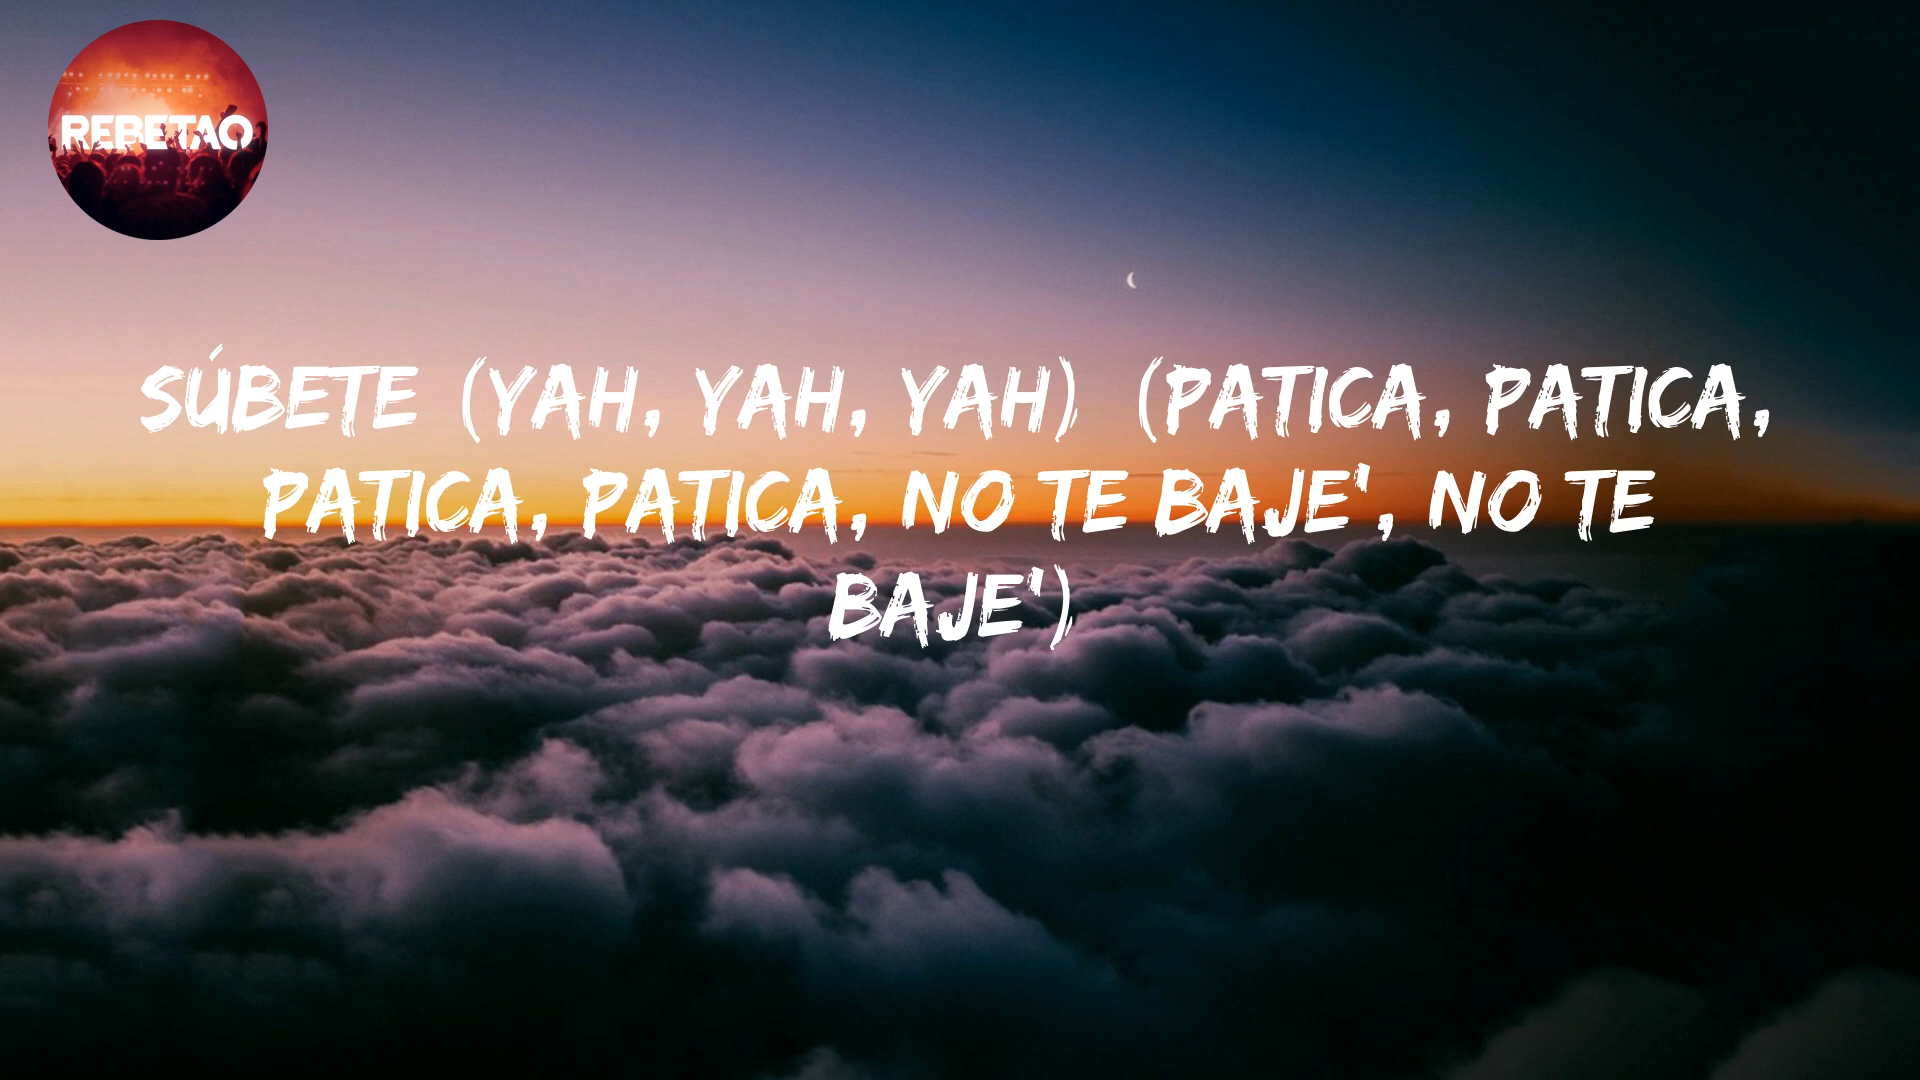 REBETAO
SÚBETE (YAH, YAH, YAH) (PATICA, PATICA,
PATICA, PATICA, NO TE BAJE', NO TE
BAJE')